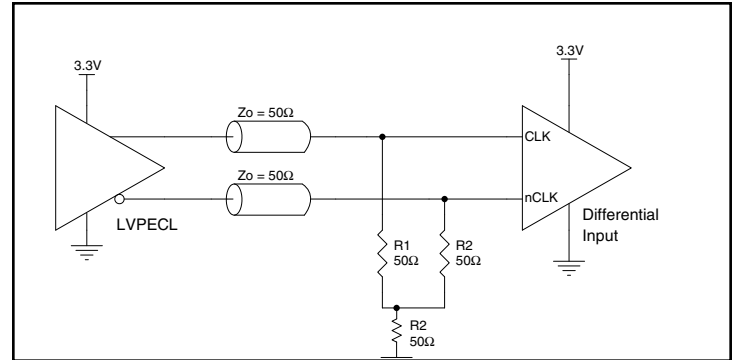 3.3V
3.3V
Zo = 50Ω
CLK
Zo = 50Ω
nCLK
LVPECL
Differential
Input
R1
50Ω
R2
50Ω
R2
50Ω